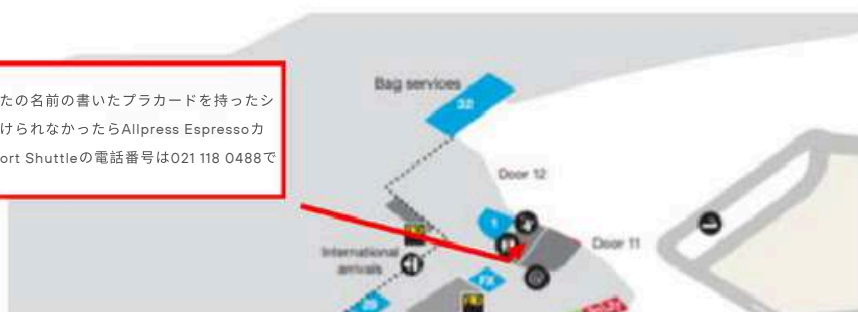 たの名前の書いたプラカードを持ったシ
けられなかったらAllpress Espressoカ
ort Shuttleの電話番号は021 118 0488で
Bag services
32
Door 12
1
Door 11
International
arrivals
FX